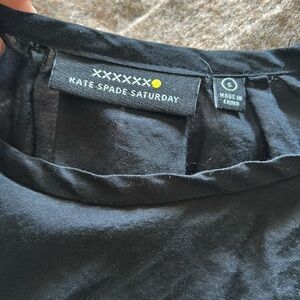 XXXXXX
KATE SPADE SATURDAY
MADE IN
CHINA